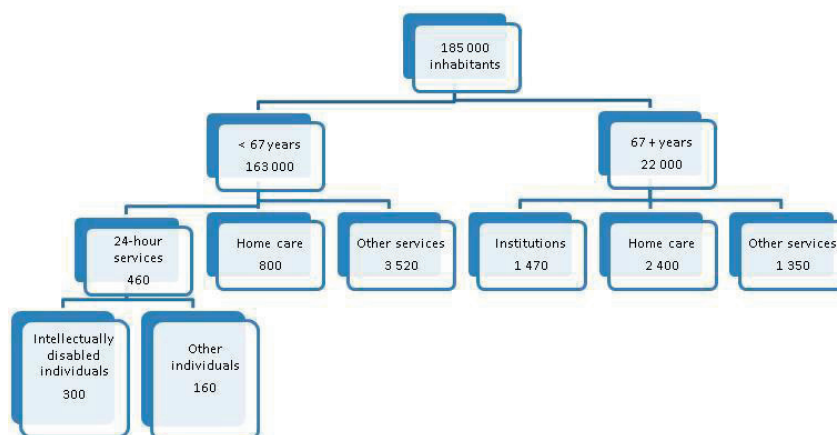 185 000
inhabitants
< 67 years
163 000
67 + years
22 000
24-hour
services
460
Home care
800
Other services
3 520
Institutions
1 470
Home care
2 400
Other services
1 350
Intellectually
disabled
individuals
300
Other
individuals
160